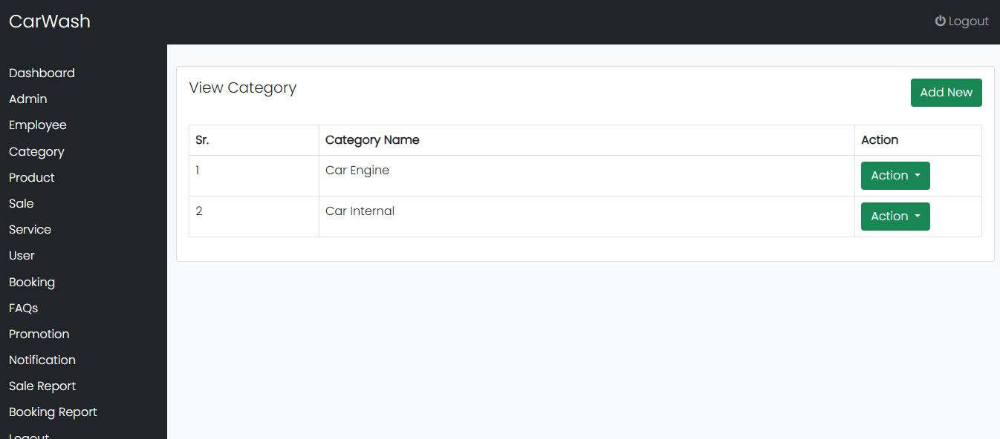 CarWash
Logout
Dashboard
Admin
Employee
Category
Product
Sale
Service
User
Booking
FAQs
Promotion
Notification
Sale Report
Booking Report
Logout
View Category
Add New
Sr. Category Name Action
1 Car Engine Action
2 Car Internal Action